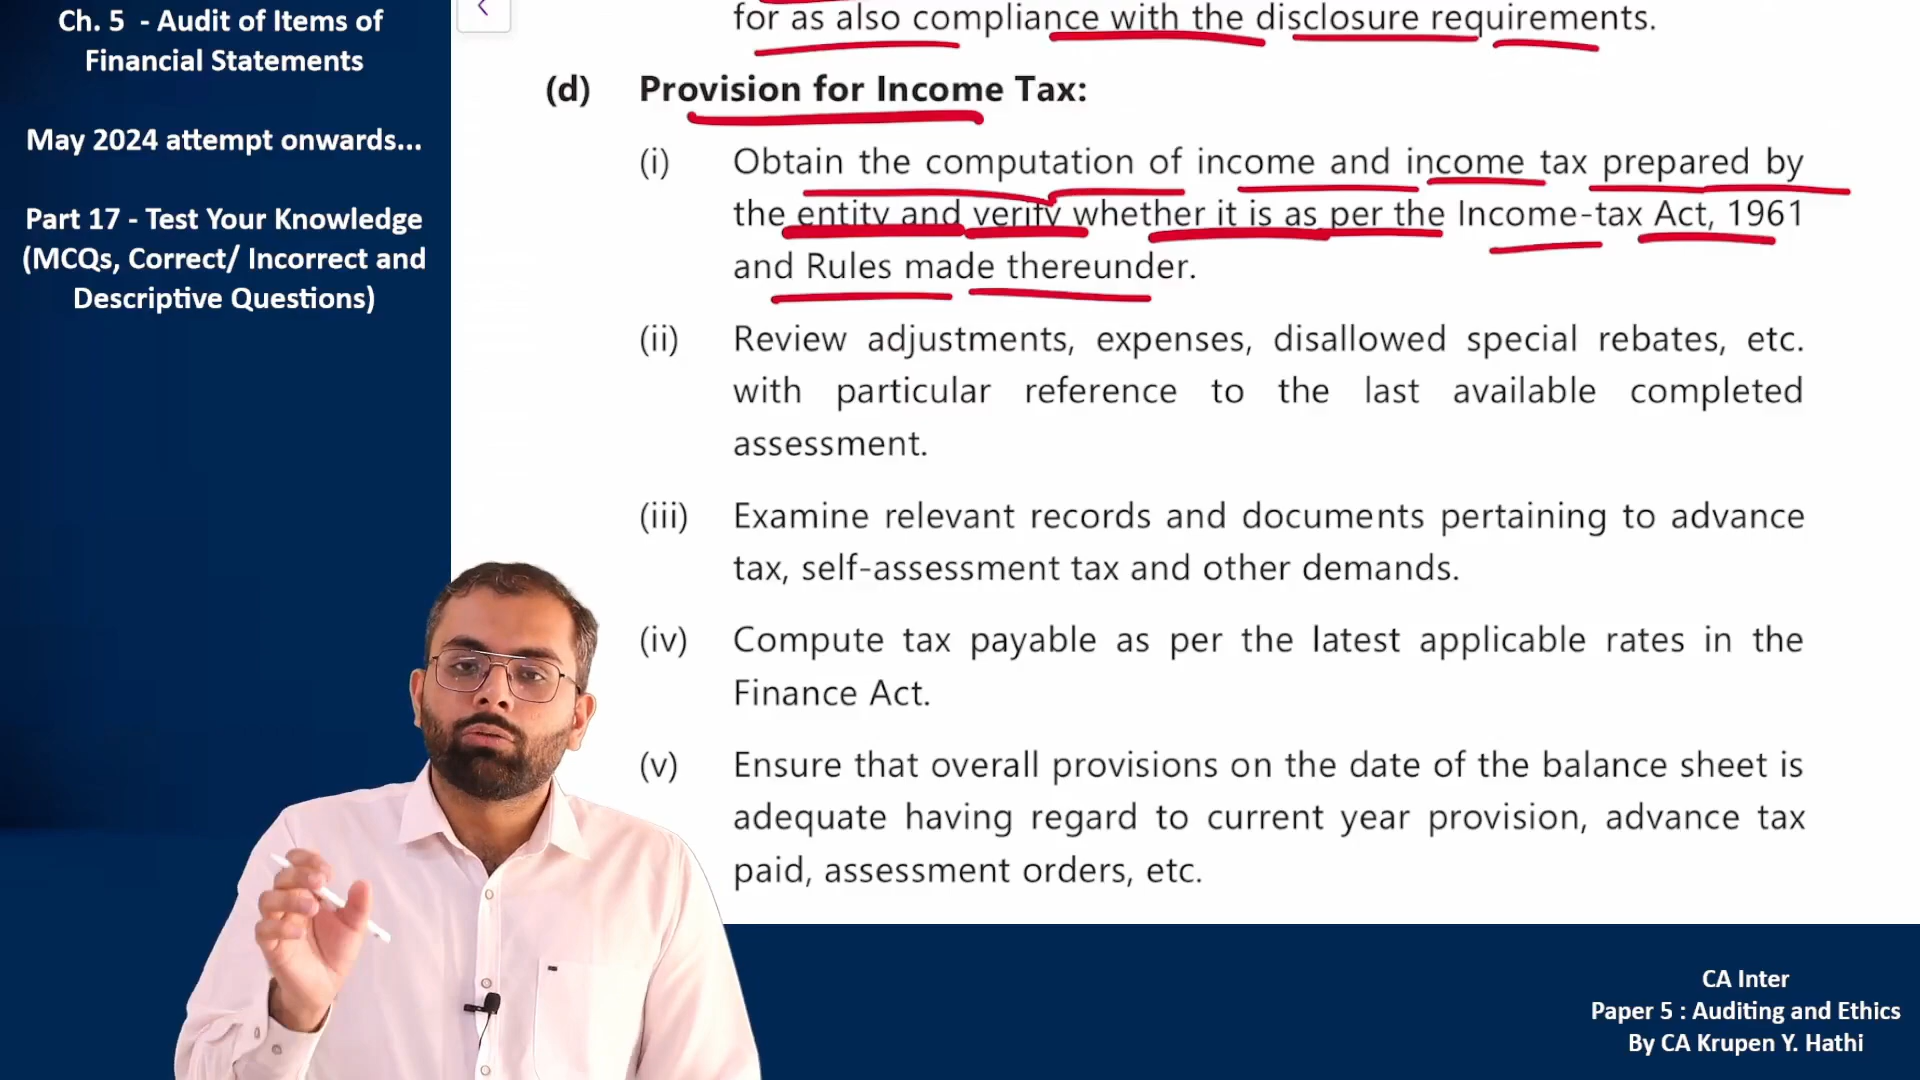 Ch. 5 - Audit of Items of
Financial Statements
May 2024 attempt onwards...
Part 17 - Test Your Knowledge
(MCQs, Correct/ Incorrect and
Descriptive Questions)
for as also compliance with the disclosure requirements.
(d) Provision for Income Tax:
(i) Obtain the computation of income and income tax prepared by
the entity and verify whether it is as per the Income-tax Act, 1961
and Rules made thereunder.
(ii) Review adjustments, expenses, disallowed special rebates, etc.
with particular reference to the last available completed
assessment.
(iii) Examine relevant records and documents pertaining to advance
tax, self-assessment tax and other demands.
(iv) Compute tax payable as per the latest applicable rates in the
Finance Act.
(v) Ensure that overall provisions on the date of the balance sheet is
adequate having regard to current year provision, advance tax
paid, assessment orders, etc.
CA Inter
Paper 5 : Auditing and Ethics
By CA Krupen Y. Hathi